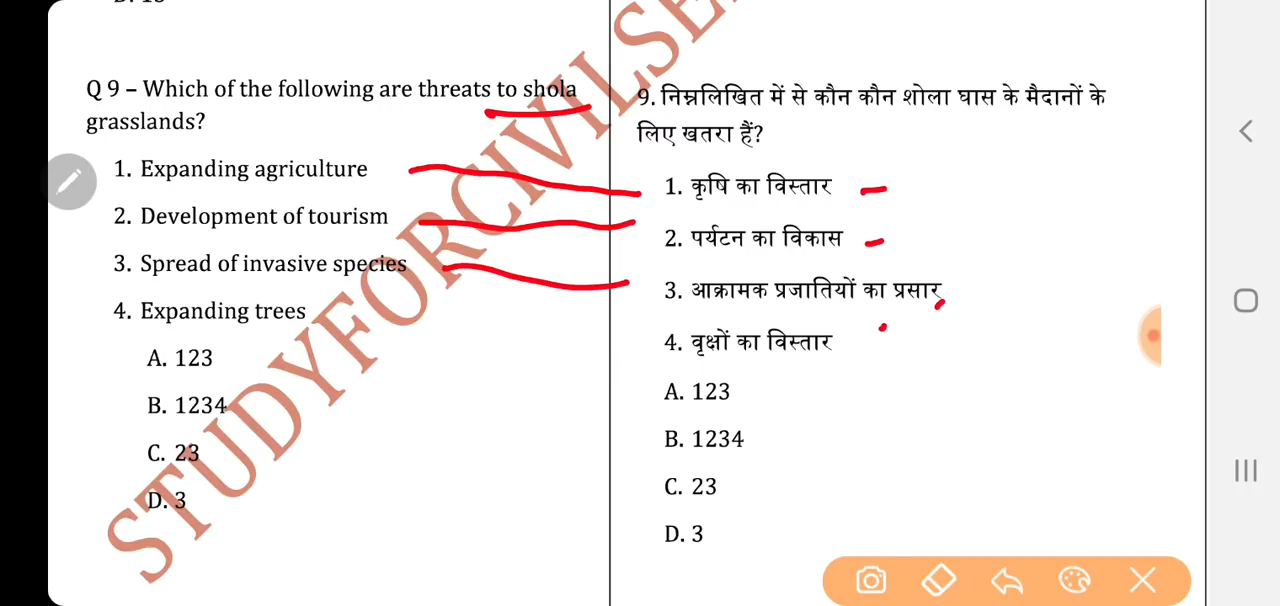 Q 9 – Which of the following are threats to shola
grasslands?
1. Expanding agriculture
2. Development of tourism
3. Spread of invasive species
4. Expanding trees
A. 123
B. 1234
C. 23
D. 3
9. निम्नलिखित में से कौन कौन शोला घास के मैदानों के
लिए खतरा हैं?
1. कृषि का विस्तार
2. पर्यटन का विकास
3. आक्रामक प्रजातियों का प्रसार
4. वृक्षों का विस्तार
A. 123
B. 1234
C. 23
D. 3
STUDYFORCIVILSE